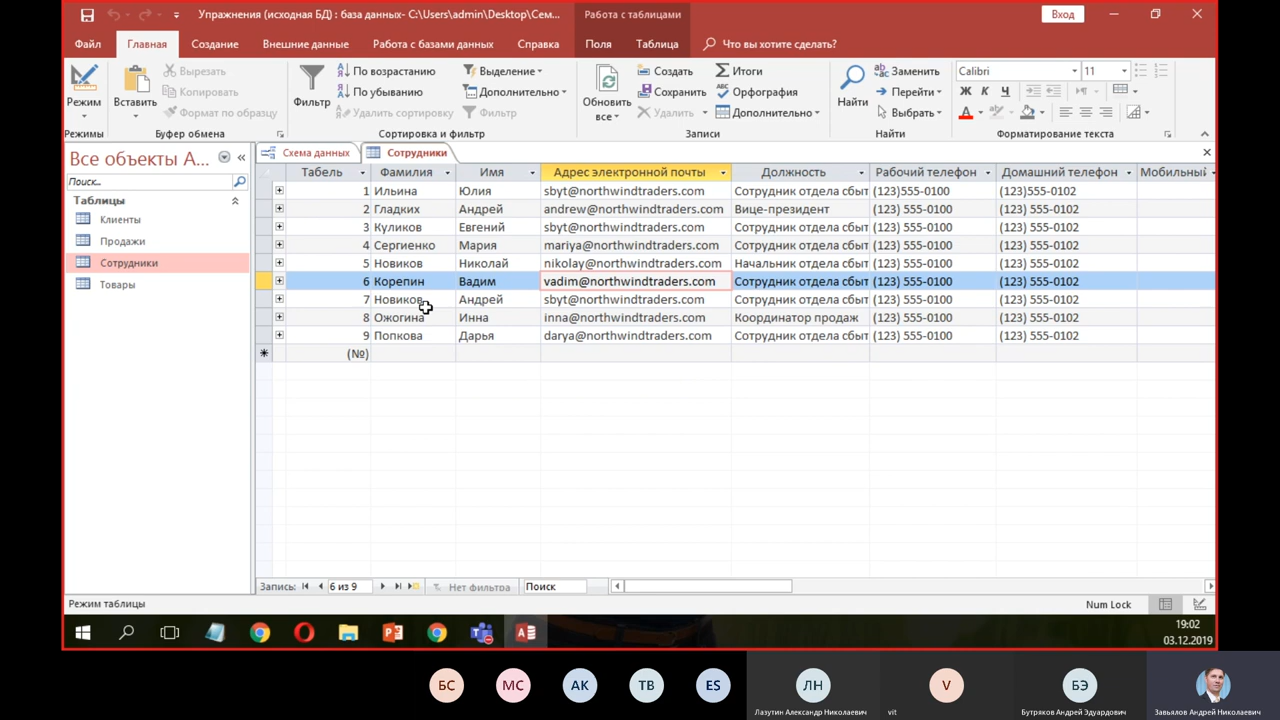 Упражнения (исходная БД) : база данных- C:\Users\admin\Desktop\Сем...
Работа с таблицами
Вход
Файл Главная Создание Внешние данные Работа с базами данных Справка Поля Таблица Что вы хотите сделать?
Режим
Режимы
Вставить
Вырезать
Копировать
Формат по образцу
Буфер обмена
Фильтр
По возрастанию
По убыванию
Удалить сортировку
Выделение
Дополнительно
Фильтр
Сортировка и фильтр
Обновить
все
Создать
Сохранить
Удалить
Итоги
Орфография
Дополнительно
Записи
Найти
Заменить
Перейти
Выбрать
Найти
Calibri 11
Ж К Ч
Форматирование текста
Все объекты A...
Поиск...
Таблицы
Клиенты
Продажи
Сотрудники
Товары
Схема данных Сотрудники
Табель Фамилия Имя Адрес электронной почты Должность Рабочий телефон Домашний телефон Мобильны
1 Ильина Юлия sbyt@northwindtraders.com Сотрудник отдела сбыт (123)555-0100 (123)555-0102
2 Гладких Андрей andrew@northwindtraders.com Вице-президент (123) 555-0100 (123) 555-0102
3 Куликов Евгений sbyt@northwindtraders.com Сотрудник отдела сбыт (123) 555-0100 (123) 555-0102
4 Сергиенко Мария mariya@northwindtraders.com Сотрудник отдела сбыт (123) 555-0100 (123) 555-0102
5 Новиков Николай nikolay@northwindtraders.com Начальник отдела сбыт (123) 555-0100 (123) 555-0102
6 Корепин Вадим vadim@northwindtraders.com Сотрудник отдела сбыт (123) 555-0100 (123) 555-0102
7 Новиков Андрей sbyt@northwindtraders.com Сотрудник отдела сбыт (123) 555-0100 (123) 555-0102
8 Ожогина Инна inna@northwindtraders.com Координатор продаж (123) 555-0100 (123) 555-0102
9 Попкова Дарья darya@northwindtraders.com Сотрудник отдела сбыт (123) 555-0100 (123) 555-0102
(№)
Запись: 6 из 9 Нет фильтра Поиск
Режим таблицы
Num Lock
19:02
03.12.2019
БС МС АК ТВ ES ЛН V БЭ
Лазутин Александр Николаевич vit Бутряков Андрей Эдуардович Завьялов Андрей Николаевич